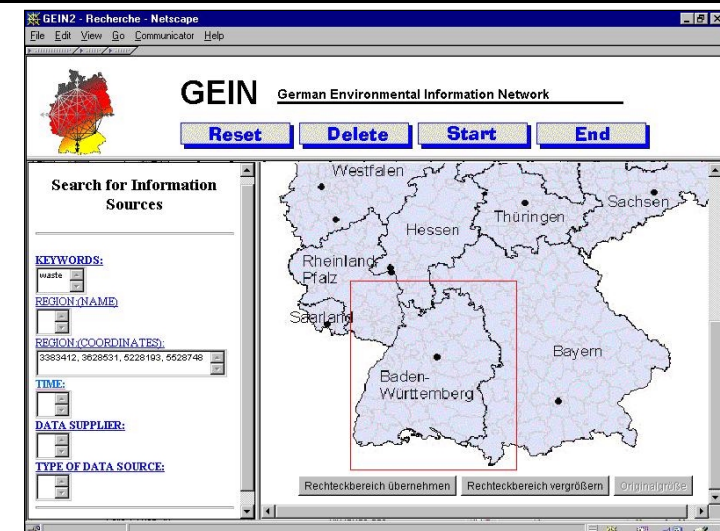 GEIN2 - Recherche - Netscape
File Edit View Go Communicator Help
GEIN German Environmental Information Network
Reset Delete Start End
Search for Information
Sources
KEYWORDS:
waste
REGION:(NAME)
REGION:(COORDINATES):
3383412, 3628531, 5228193, 5528748
TIME:
DATA SUPPLIER:
TYPE OF DATA SOURCE:
Westfalen
Sachsen
Thüringen
Hessen
Rheinland
Pfalz
Saarland
Bayern
Baden-
Württemberg
Rechteckbereich übernehmen Rechteckbereich vergrößern Originalgröße